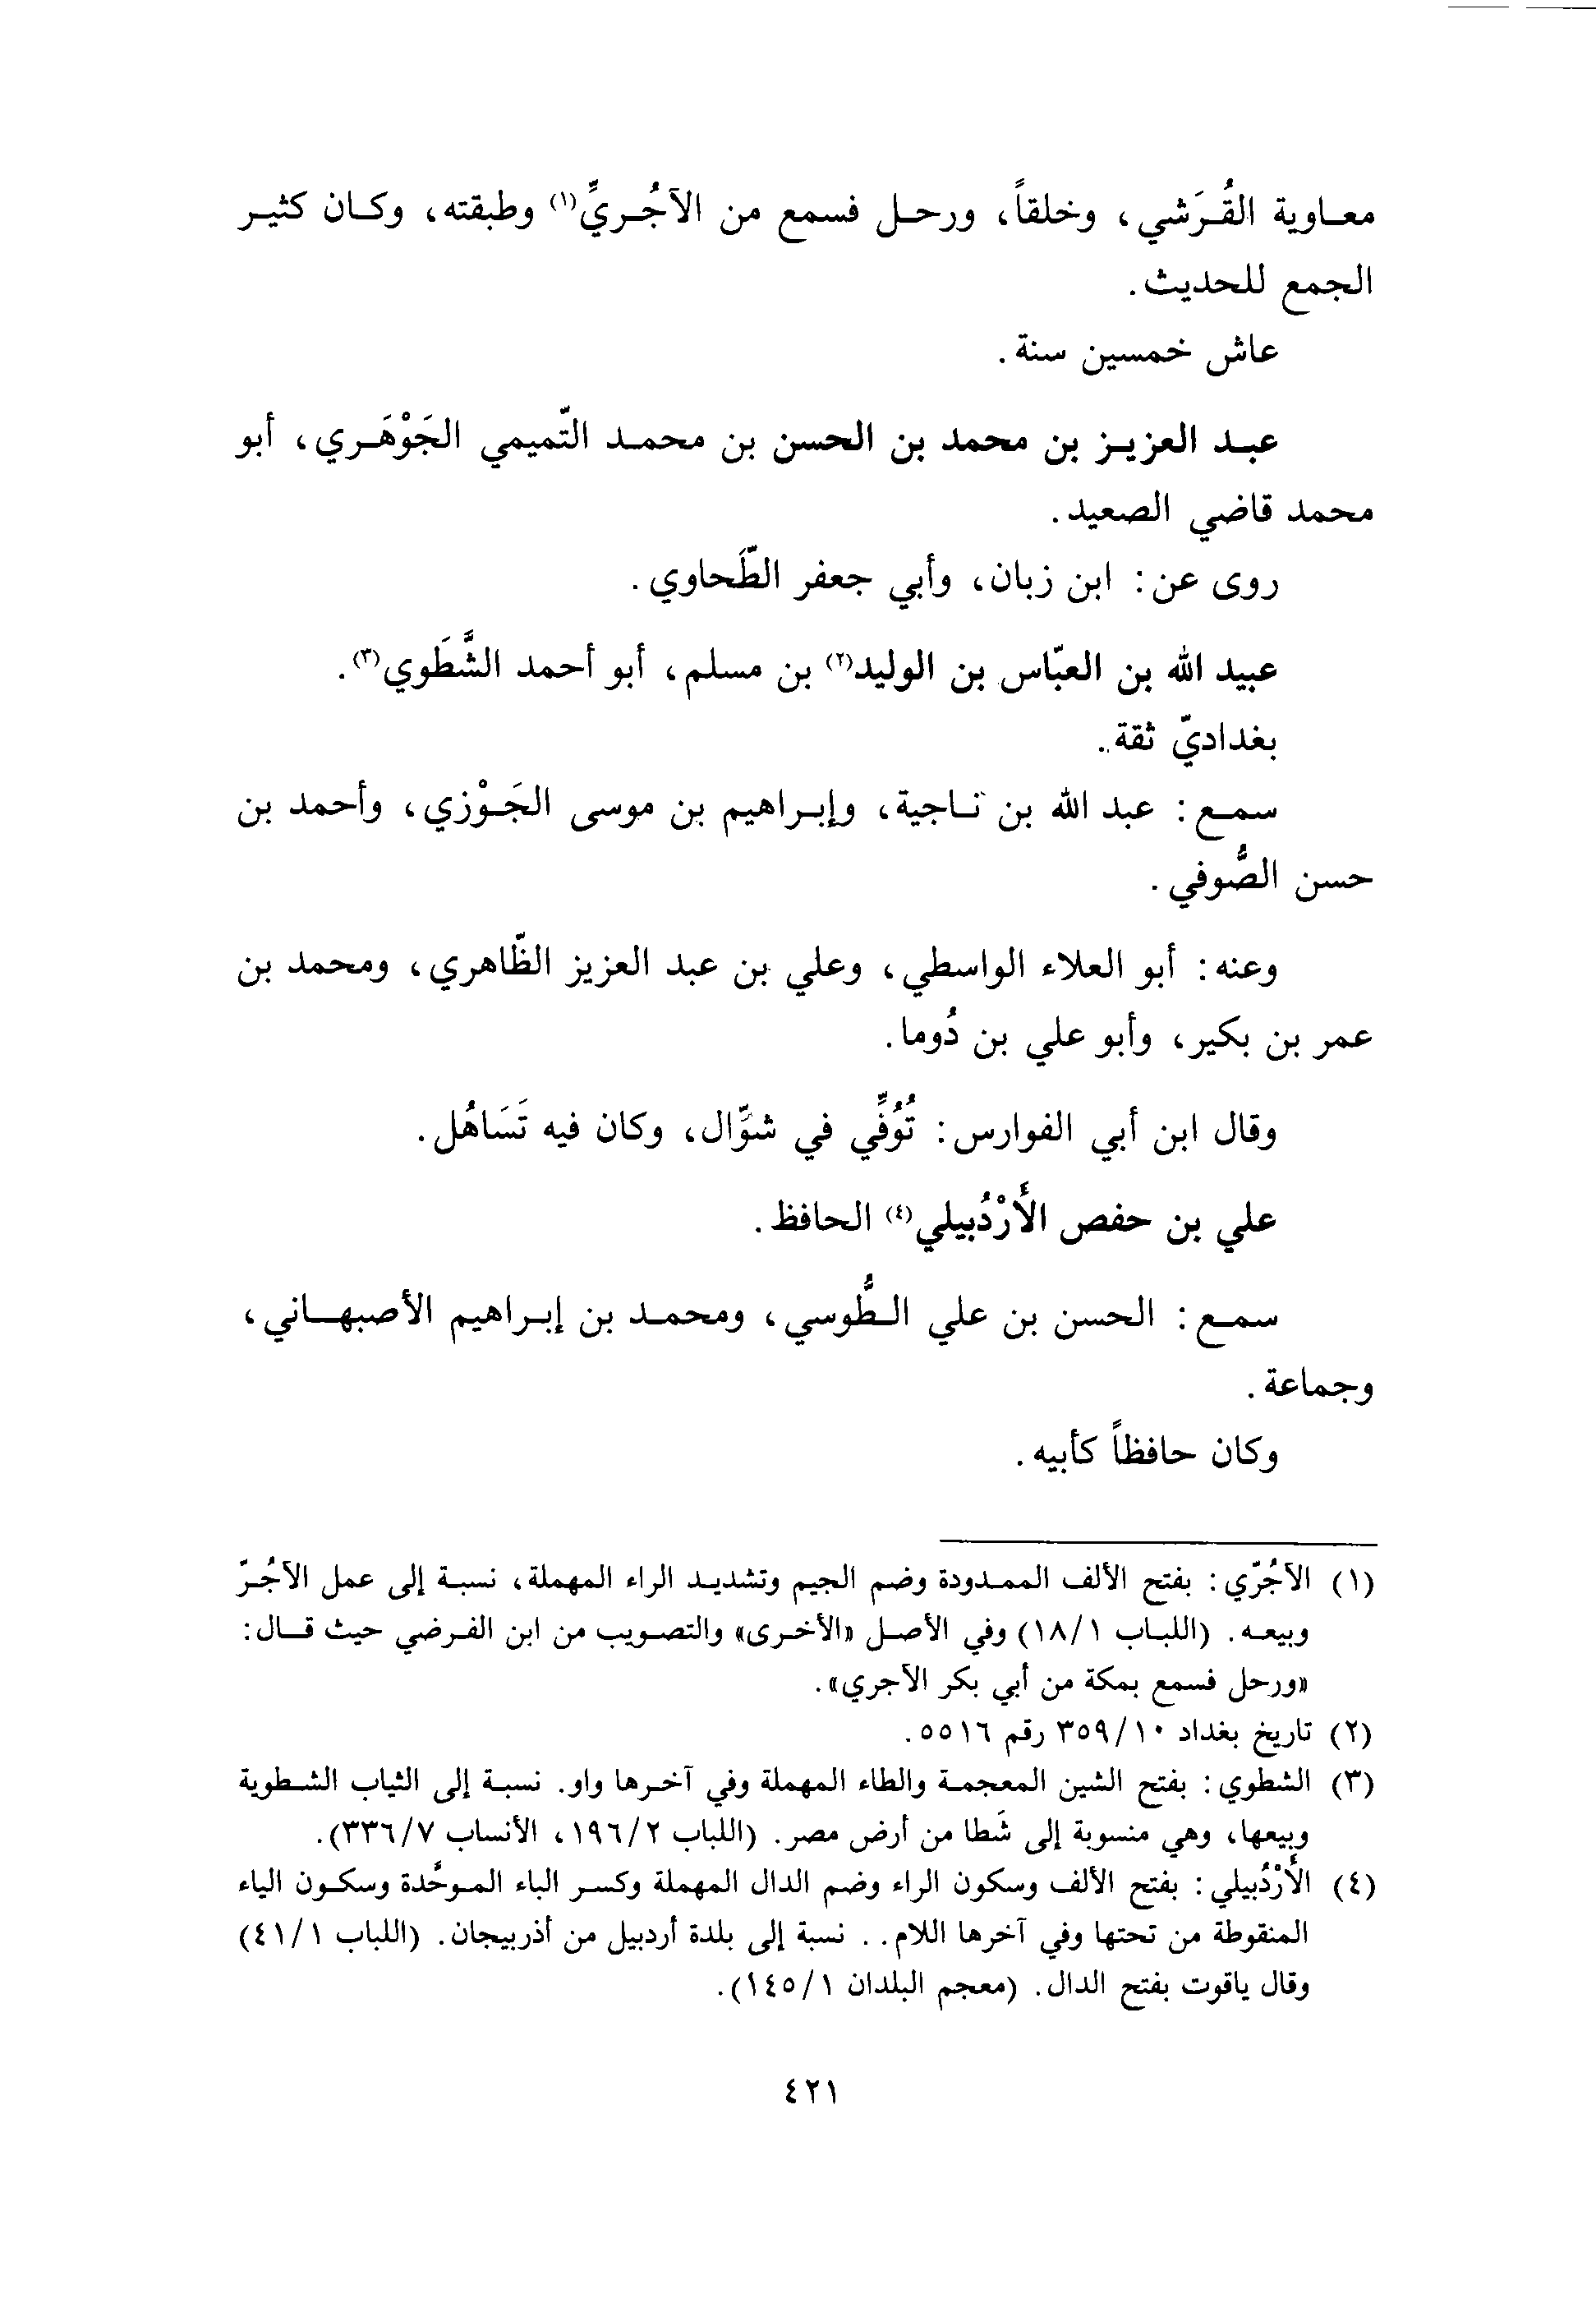 معاوية القُرَشي، وخلقاً، ورحل فسمع من الآجُريِّ(١) وطبقته، وكان كثير
الجمع للحديث.
عاش خمسين سنة.
عبد العزيز بن محمد بن الحسن بن محمد التّميمي الجَوْهَري، أبو
محمد قاضي الصعيد.
روى عن: ابن زبان، وأبي جعفر الطَّحاوي.
عبيد الله بن العبّاس بن الوليد(٢) بن مسلم، أبو أحمد الشَّطَوي(٣).
بغداديّ ثقة.
سمع: عبد الله بن ناجية، وإبراهيم بن موسى الجَوْزي، وأحمد بن
حسن الصُّوفي.
وعنه: أبو العلاء الواسطي، وعلي بن عبد العزيز الظّاهري، ومحمد بن
عمر بن بكير، وأبو علي بن دُوما.
وقال ابن أبي الفوارس: تُوُفِّي في شوَّال، وكان فيه تَسَاهُل.
علي بن حفص الأَرْدُبيلي(٤) الحافظ.
سمع: الحسن بن علي الطُّوسي، ومحمد بن إبراهيم الأصبهاني،
وجماعة.
وكان حافظاً كأبيه.
(١) الآجُرّي: بفتح الألف الممدودة وضم الجيم وتشديد الراء المهملة، نسبة إلى عمل الآجُرّ
وبيعه. (اللباب ١/١٨) وفي الأصل «الأخرى» والتصويب من ابن الفرضي حيث قال:
«ورحل فسمع بمكة من أبي بكر الآجري».
(٢) تاريخ بغداد ١٠/٣٥٩ رقم ٥٥١٦.
(٣) الشطوي: بفتح الشين المعجمة والطاء المهملة وفي آخرها واو. نسبة إلى الثياب الشطوية
وبيعها، وهي منسوبة إلى شَطا من أرض مصر. (اللباب ٢/١٩٦، الأنساب ٧/٣٣٦).
(٤) الأَرْدُبيلي: بفتح الألف وسكون الراء وضم الدال المهملة وكسر الباء الموحَّدة وسكون الياء
المنقوطة من تحتها وفي آخرها اللام.. نسبة إلى بلدة أردبيل من أذربيجان. (اللباب ١/٤١)
وقال ياقوت بفتح الدال. (معجم البلدان ١/١٤٥).
٤٢١